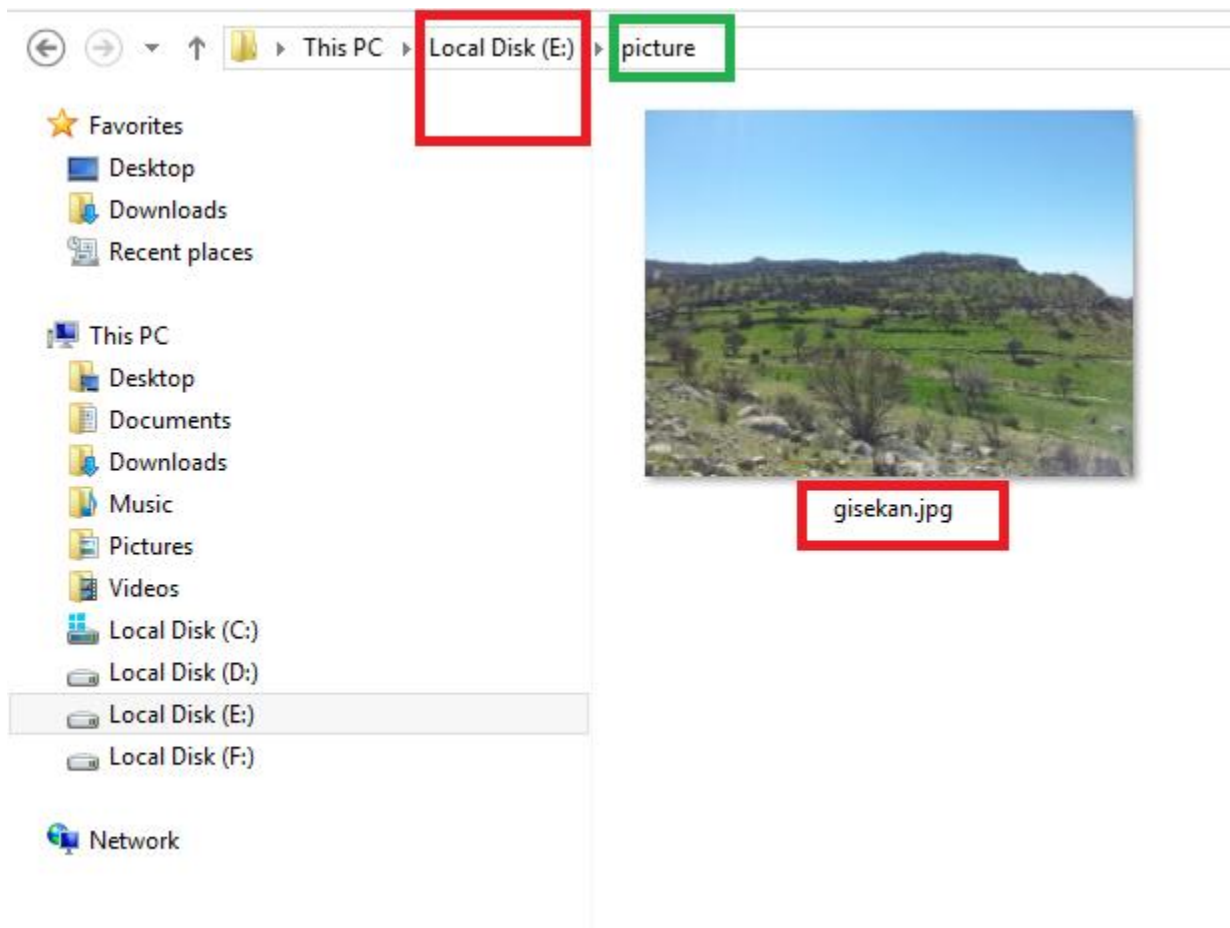 This PC Local Disk (E:) picture
Favorites
Desktop
Downloads
Recent places
This PC
Desktop
Documents
Downloads
Music
Pictures
Videos
Local Disk (C:)
Local Disk (D:)
Local Disk (E:)
Local Disk (F:)
Network
gisekan.jpg